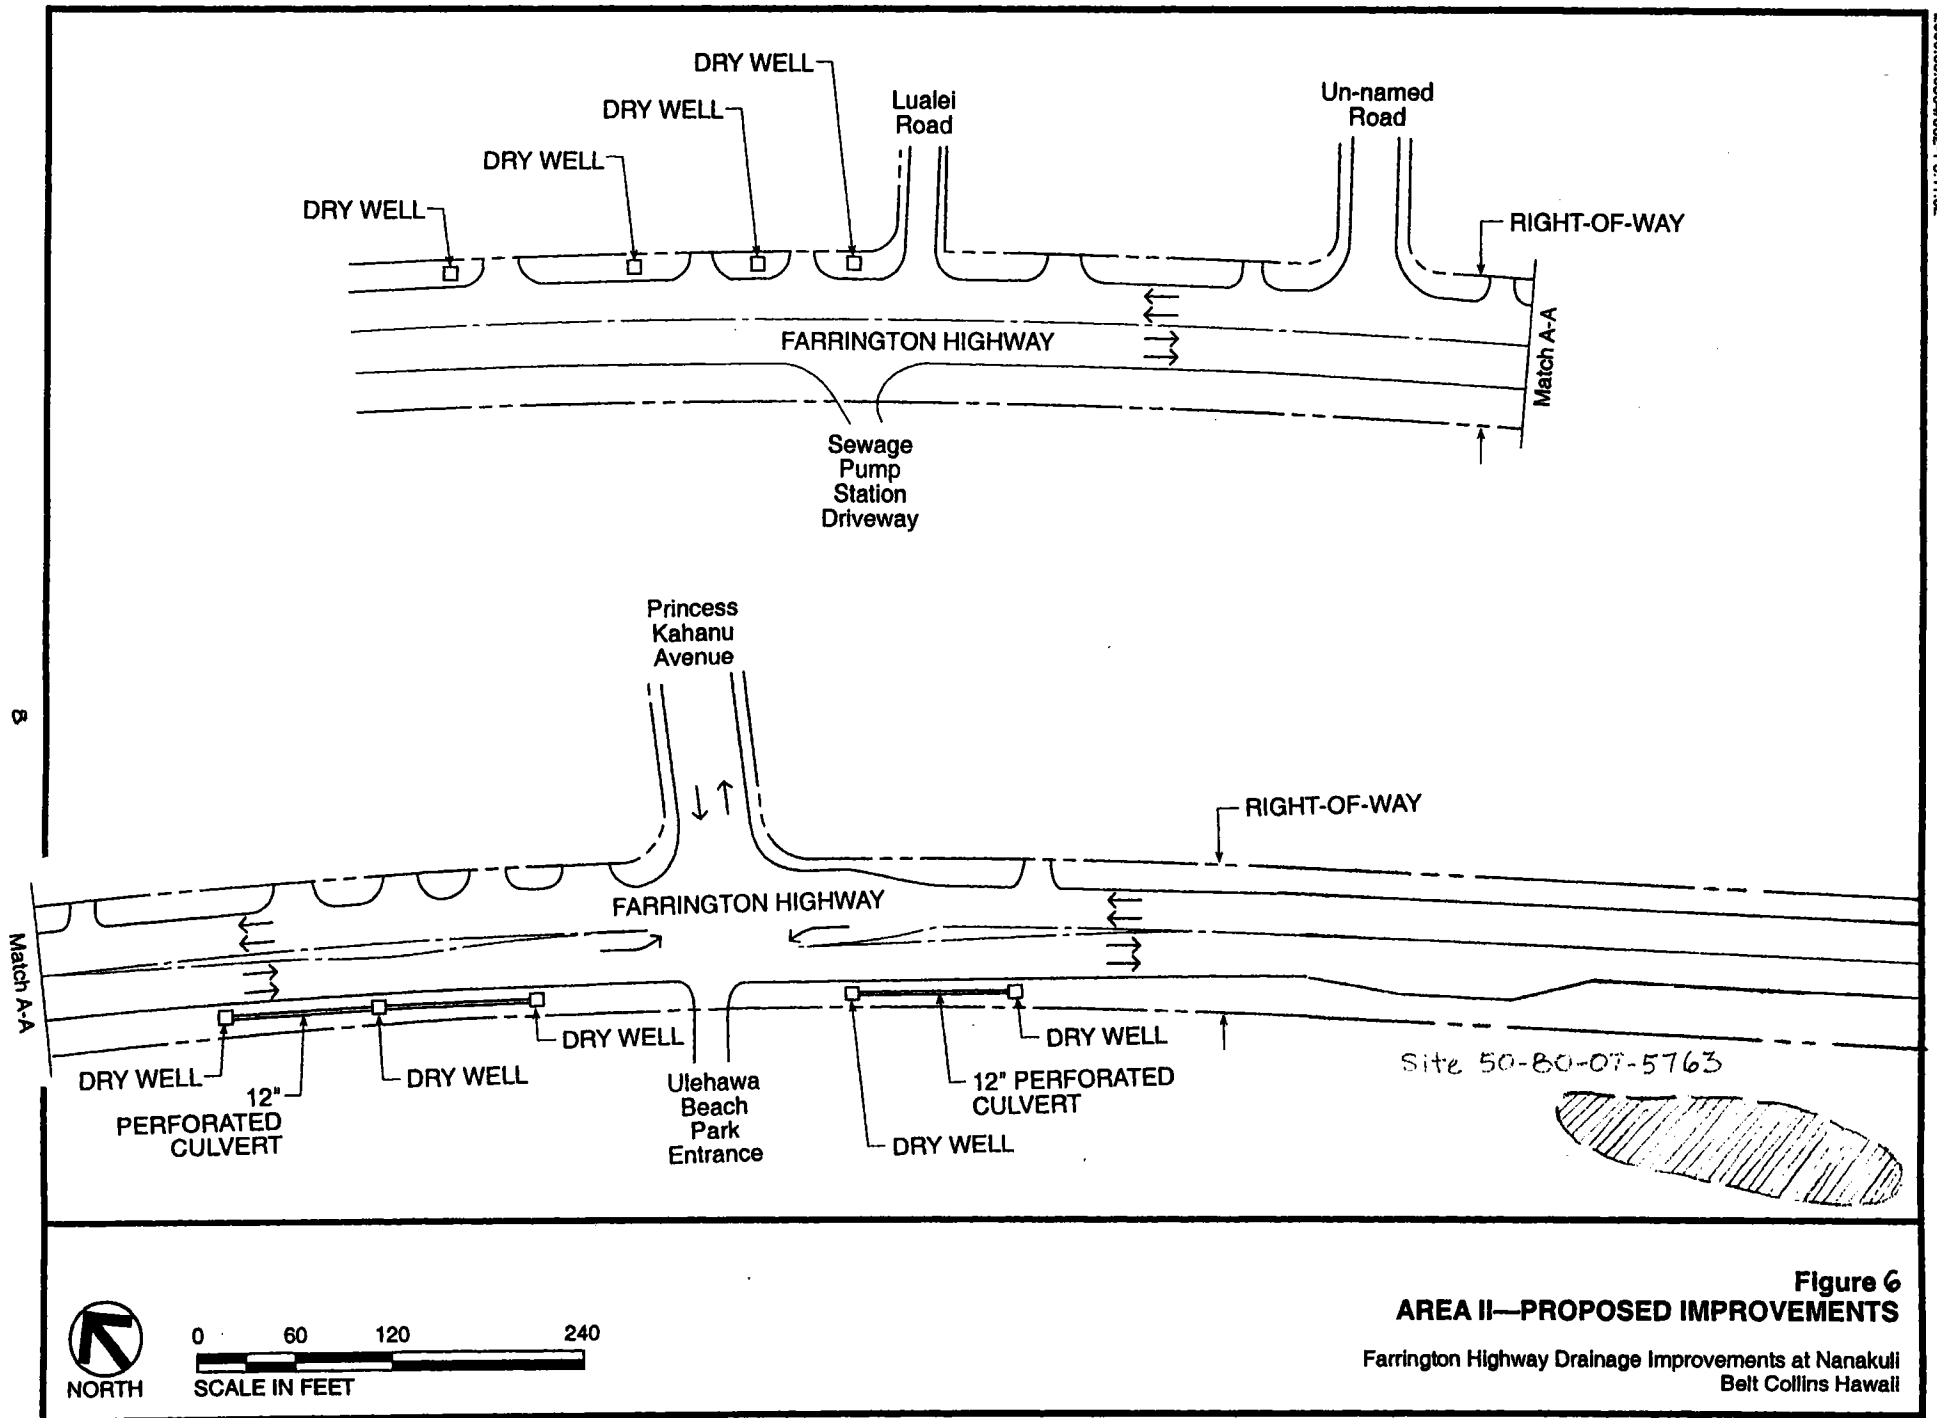 DRY WELL
DRY WELL
DRY WELL
DRY WELL
Lualei
Road
Un-named
Road
RIGHT-OF-WAY
FARRINGTON HIGHWAY
Match A-A
Sewage
Pump
Station
Driveway
Princess
Kahanu
Avenue
8
RIGHT-OF-WAY
FARRINGTON HIGHWAY
Match A-A
DRY WELL
DRY WELL
DRY WELL
12"
PERFORATED
CULVERT
Ulehawa
Beach
Park
Entrance
DRY WELL
12" PERFORATED
CULVERT
DRY WELL
Site 50-80-07-5763
NORTH
0 60 120 240
SCALE IN FEET
Figure 6
AREA II—PROPOSED IMPROVEMENTS
Farrington Highway Drainage Improvements at Nanakuli
Belt Collins Hawaii